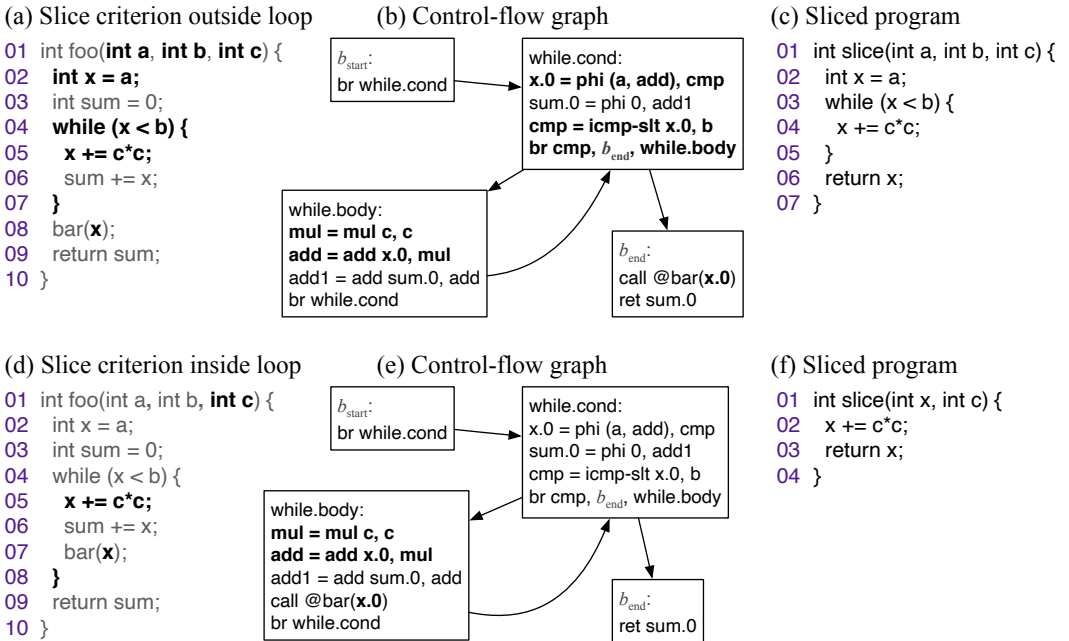 (a) Slice criterion outside loop
01 int foo(int a, int b, int c) {
02 int x = a;
03 int sum = 0;
04 while (x < b) {
05 x += c*c;
06 sum += x;
07 }
08 bar(x);
09 return sum;
10 }
(b) Control-flow graph
bstart:
br while.cond
while.cond:
x.0 = phi (a, add), cmp
sum.0 = phi 0, add1
cmp = icmp-slt x.0, b
br cmp, bend, while.body
while.body:
mul = mul c, c
add = add x.0, mul
add1 = add sum.0, add
br while.cond
bend:
call @bar(x.0)
ret sum.0
(c) Sliced program
01 int slice(int a, int b, int c) {
02 int x = a;
03 while (x < b) {
04 x += c*c;
05 }
06 return x;
07 }
(d) Slice criterion inside loop
01 int foo(int a, int b, int c) {
02 int x = a;
03 int sum = 0;
04 while (x < b) {
05 x += c*c;
06 sum += x;
07 bar(x);
08 }
09 return sum;
10 }
(e) Control-flow graph
bstart:
br while.cond
while.cond:
x.0 = phi (a, add), cmp
sum.0 = phi 0, add1
cmp = icmp-slt x.0, b
br cmp, bend, while.body
while.body:
mul = mul c, c
add = add x.0, mul
add1 = add sum.0, add
call @bar(x.0)
br while.cond
bend:
ret sum.0
(f) Sliced program
01 int slice(int x, int c) {
02 x += c*c;
03 return x;
04 }